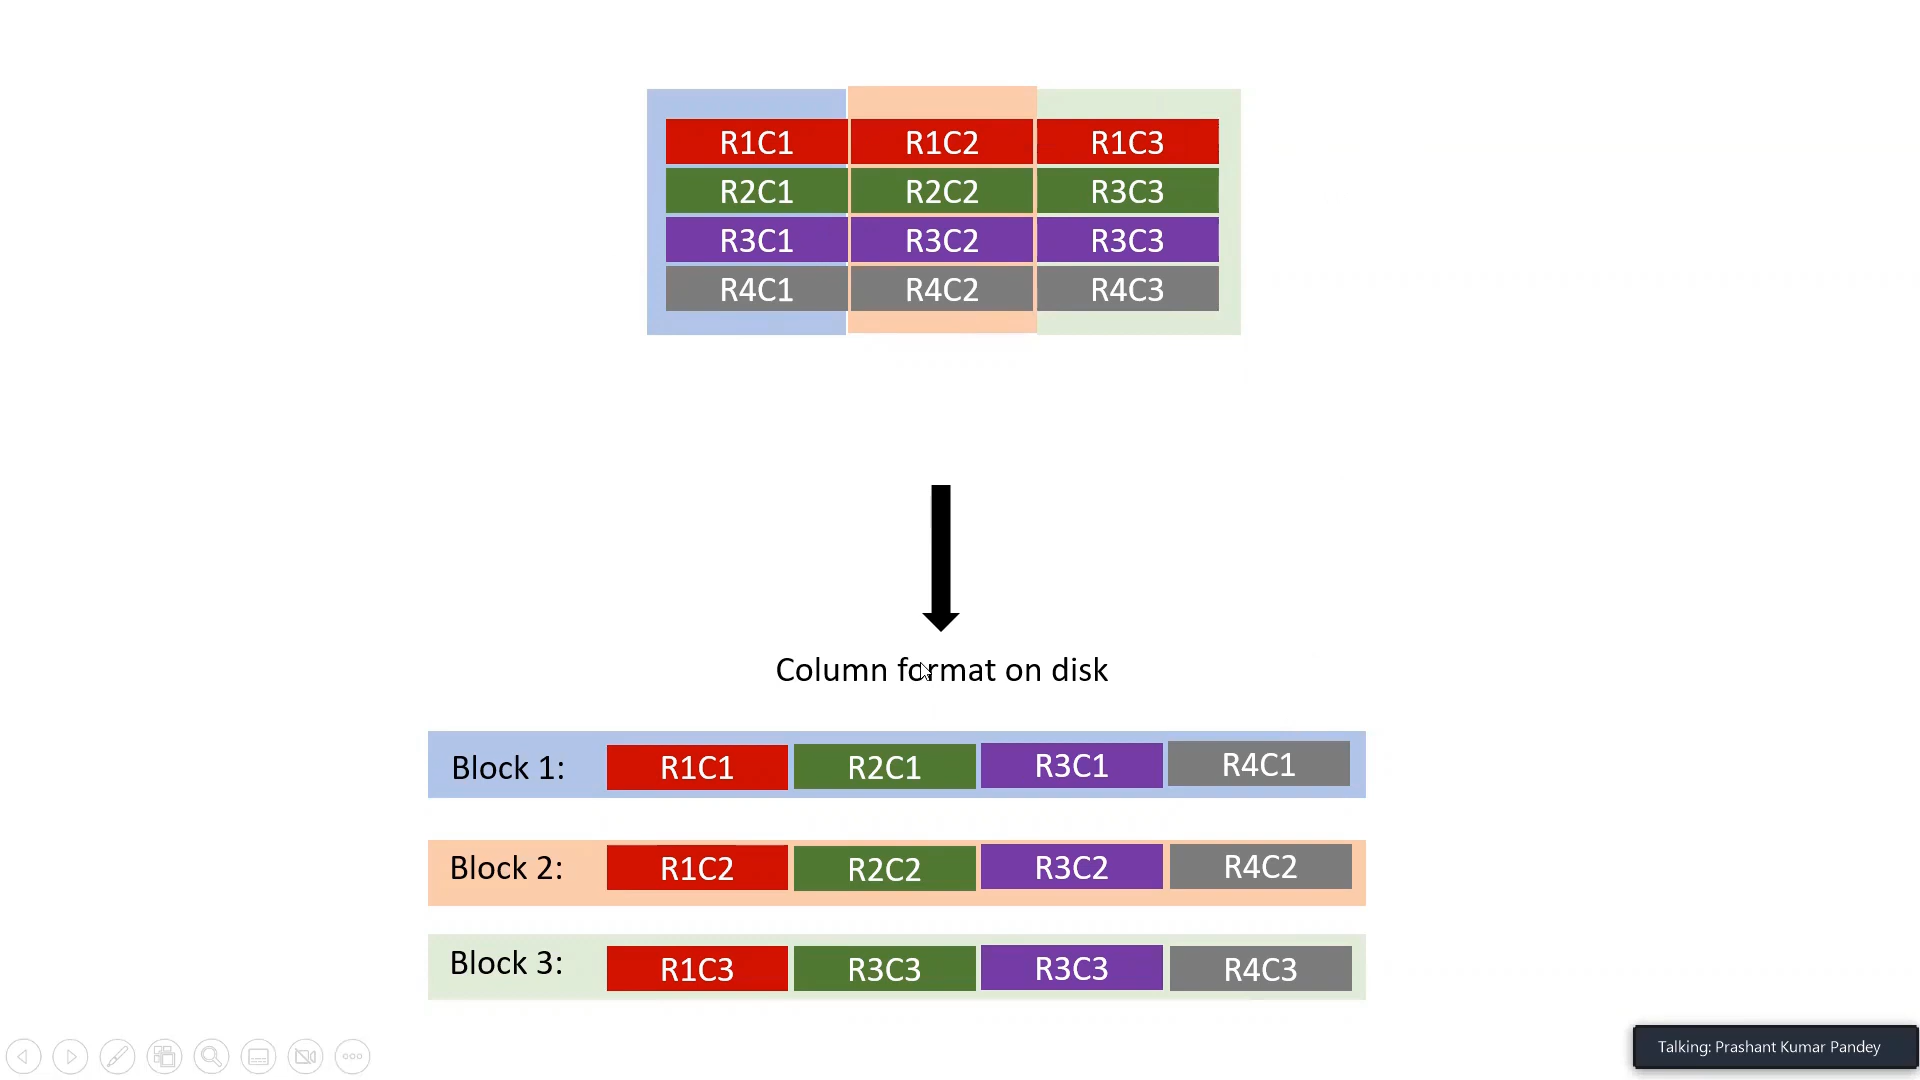 R1C1 R1C2 R1C3
R2C1 R2C2 R3C3
R3C1 R3C2 R3C3
R4C1 R4C2 R4C3
Column format on disk
Block 1: R1C1 R2C1 R3C1 R4C1
Block 2: R1C2 R2C2 R3C2 R4C2
Block 3: R1C3 R3C3 R3C3 R4C3
Talking: Prashant Kumar Pandey